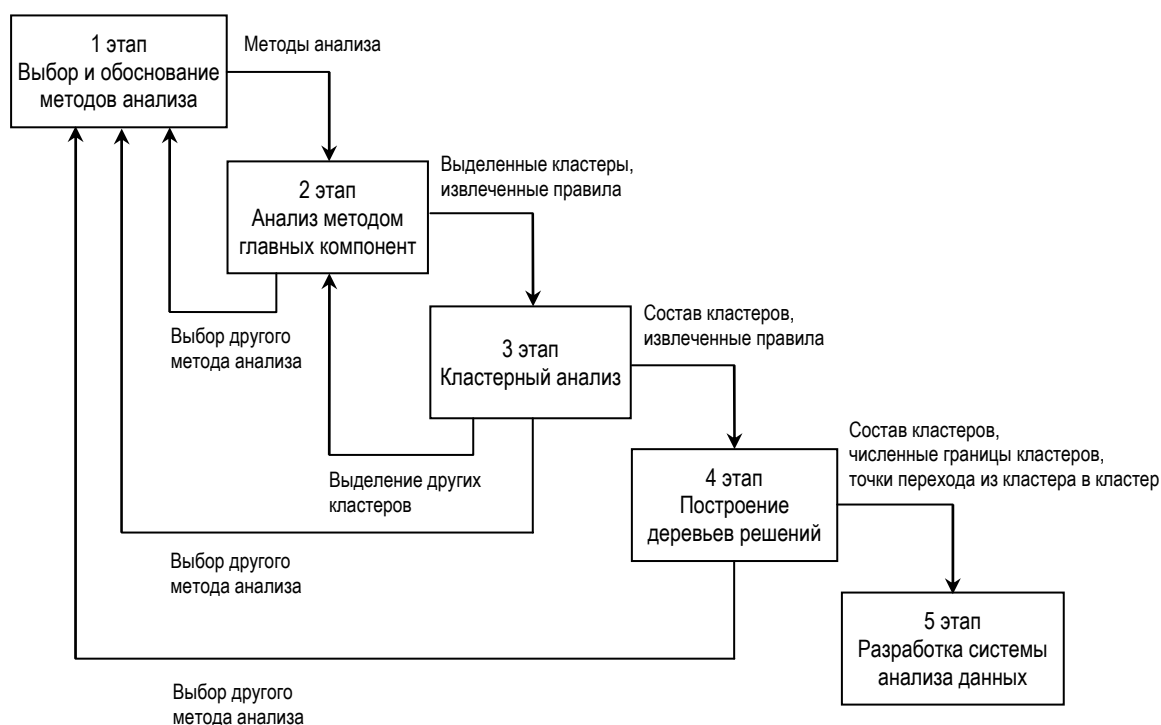 1 этап
Выбор и обоснование
методов анализа
Методы анализа
2 этап
Анализ методом
главных компонент
Выделенные кластеры,
извлеченные правила
Выбор другого
метода анализа
3 этап
Кластерный анализ
Состав кластеров,
извлеченные правила
Выделение других
кластеров
Выбор другого
метода анализа
4 этап
Построение
деревьев решений
Состав кластеров,
численные границы кластеров,
точки перехода из кластера в кластер
Выбор другого
метода анализа
5 этап
Разработка системы
анализа данных